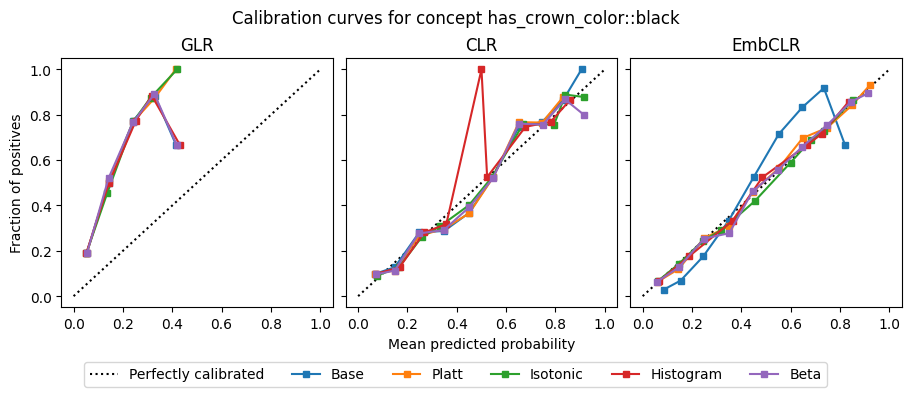 Calibration curves for concept has_crown_color::black
GLR
CLR
EmbCLR
Fraction of positives
1.0
0.8
0.6
0.4
0.2
0.0
0.0 0.2 0.4 0.6 0.8 1.0
0.0 0.2 0.4 0.6 0.8 1.0
0.0 0.2 0.4 0.6 0.8 1.0
Mean predicted probability
Perfectly calibrated Base Platt Isotonic Histogram Beta